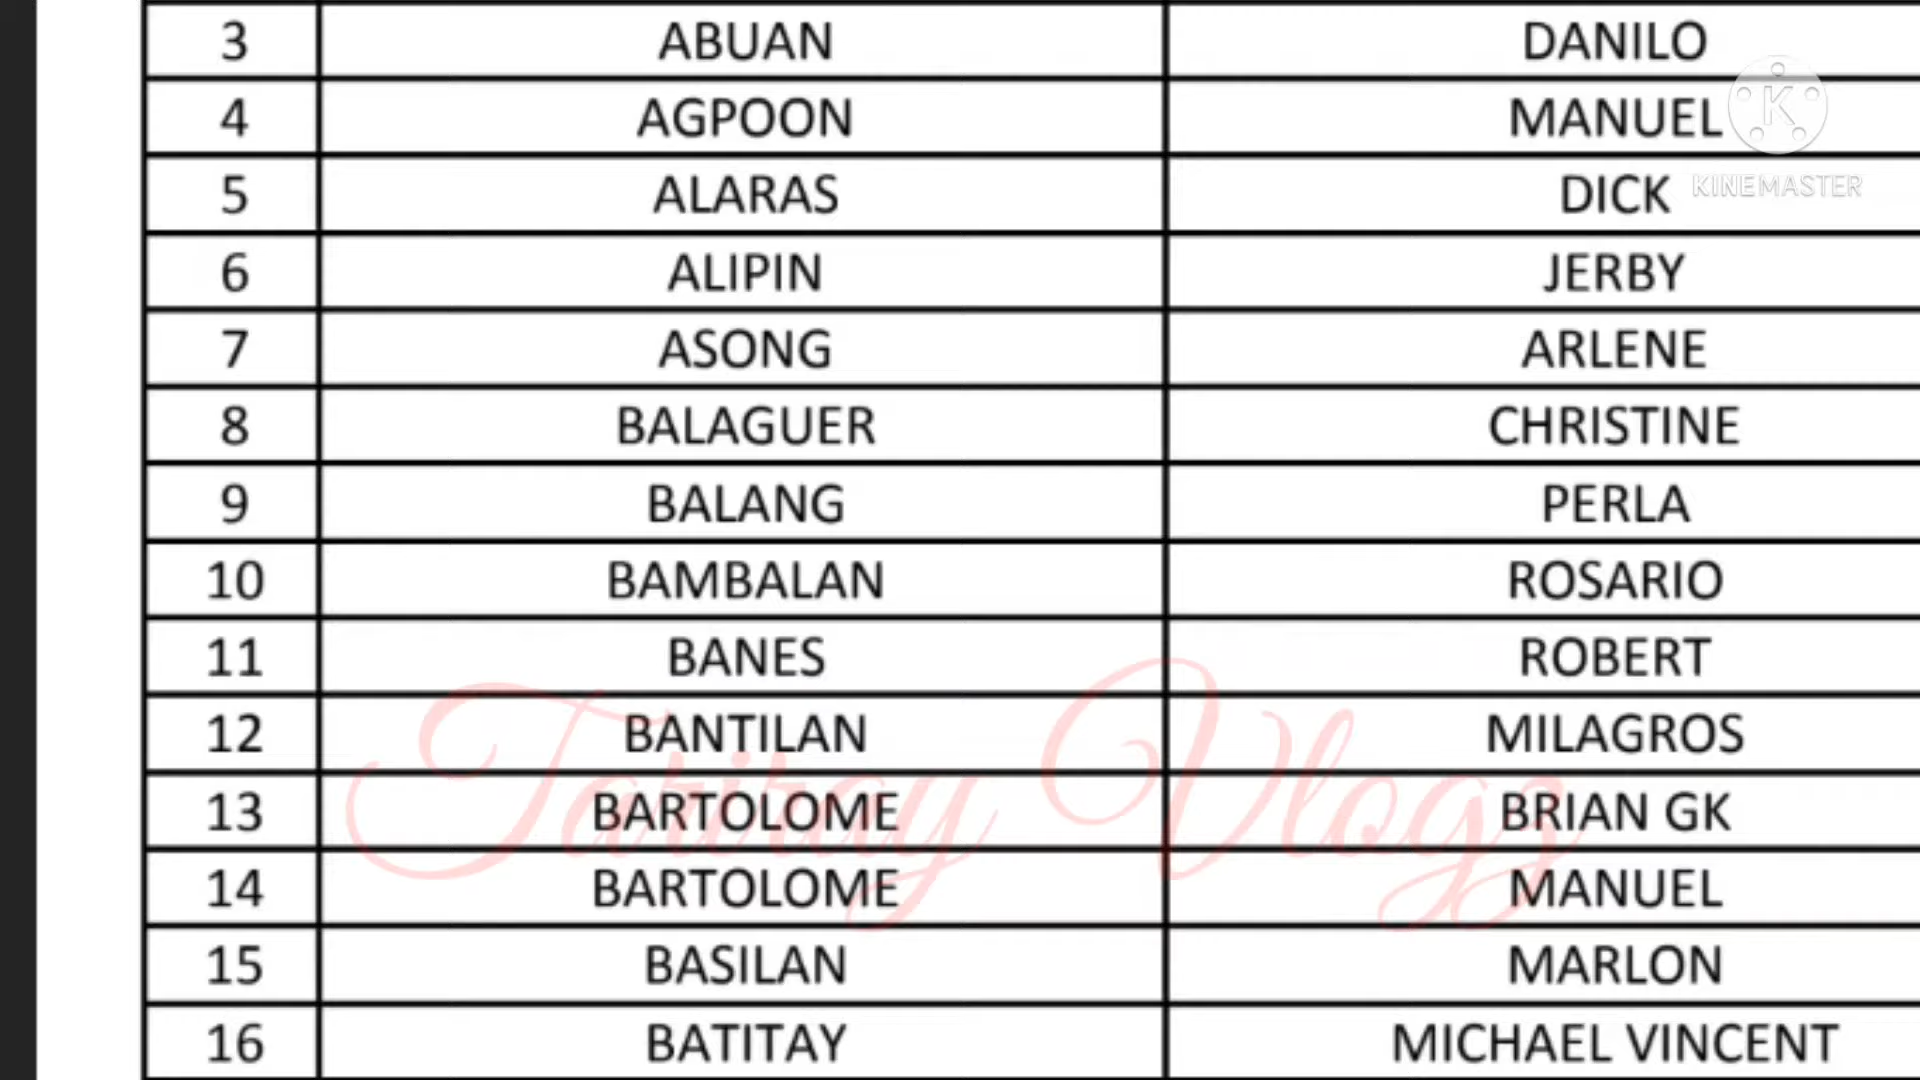 3 ABUAN DANILO
4 AGPOON MANUEL
5 ALARAS DICK
KINEMASTER
6 ALIPIN JERBY
7 ASONG ARLENE
8 BALAGUER CHRISTINE
9 BALANG PERLA
10 BAMBALAN ROSARIO
11 BANES ROBERT
12 BANTILAN MILAGROS
13 BARTOLOME BRIAN GK
14 BARTOLOME MANUEL
15 BASILAN MARLON
16 BATITAY MICHAEL VINCENT
Vlogz